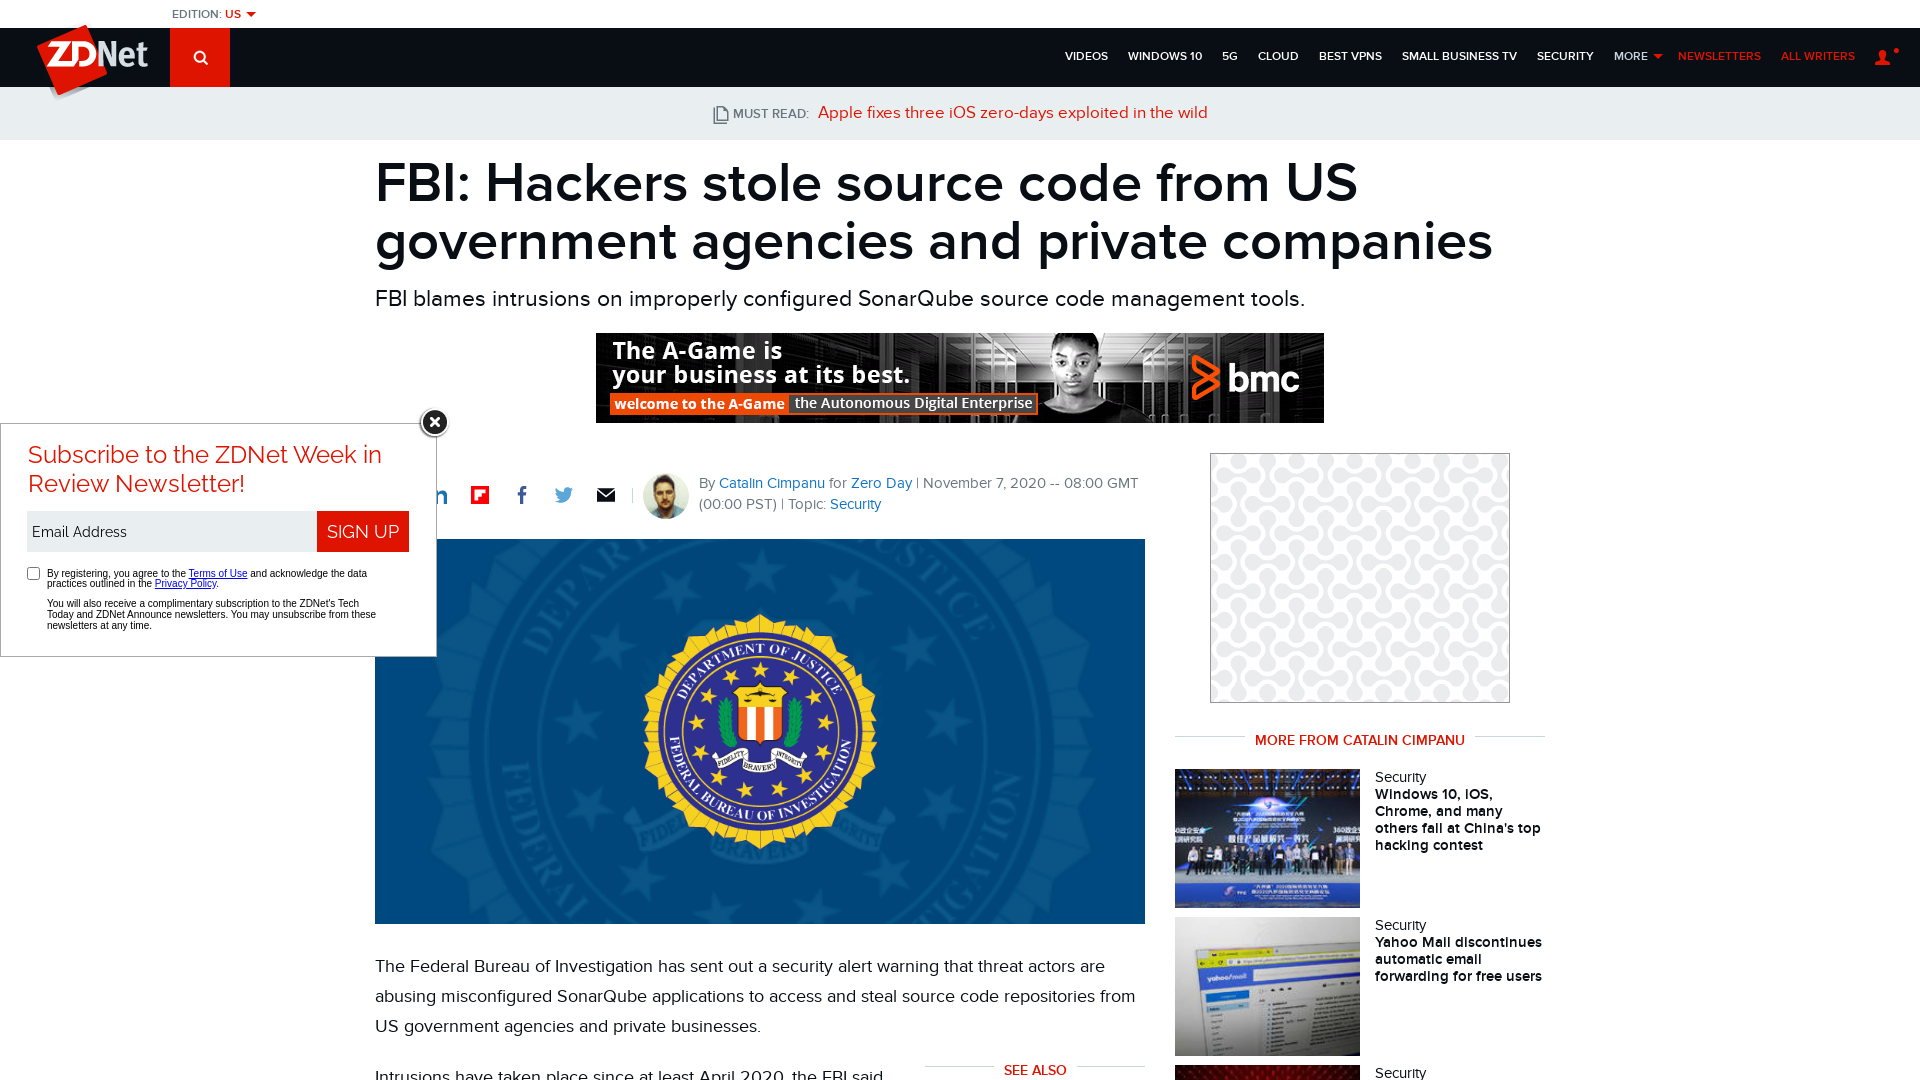 EDITION: US
ZDNet
VIDEOS WINDOWS 10 5G CLOUD BEST VPNS SMALL BUSINESS TV SECURITY MORE NEWSLETTERS ALL WRITERS
MUST READ: Apple fixes three iOS zero-days exploited in the wild
FBI: Hackers stole source code from US
government agencies and private companies
FBI blames intrusions on improperly configured SonarQube source code management tools.
The A-Game is
your business at its best.
welcome to the A-Game the Autonomous Digital Enterprise
bmc
Subscribe to the ZDNet Week in
Review Newsletter!
Email Address SIGN UP
By registering, you agree to the Terms of Use and acknowledge the data
practices outlined in the Privacy Policy.
You will also receive a complimentary subscription to the ZDNet's Tech
Today and ZDNet Announce newsletters. You may unsubscribe from these
newsletters at any time.
By Catalin Cimpanu for Zero Day | November 7, 2020 -- 08:00 GMT
(00:00 PST) | Topic: Security
DEPARTMENT OF JUSTICE
FIDELITY BRAVERY INTEGRITY
FEDERAL BUREAU OF INVESTIGATION
The Federal Bureau of Investigation has sent out a security alert warning that threat actors are
abusing misconfigured SonarQube applications to access and steal source code repositories from
US government agencies and private businesses.
Intrusions have taken place since at least April 2020, the FBI said
SEE ALSO
MORE FROM CATALIN CIMPANU
Security
Windows 10, iOS,
Chrome, and many
others fall at China's top
hacking contest
Security
Yahoo Mail discontinues
automatic email
forwarding for free users
Security